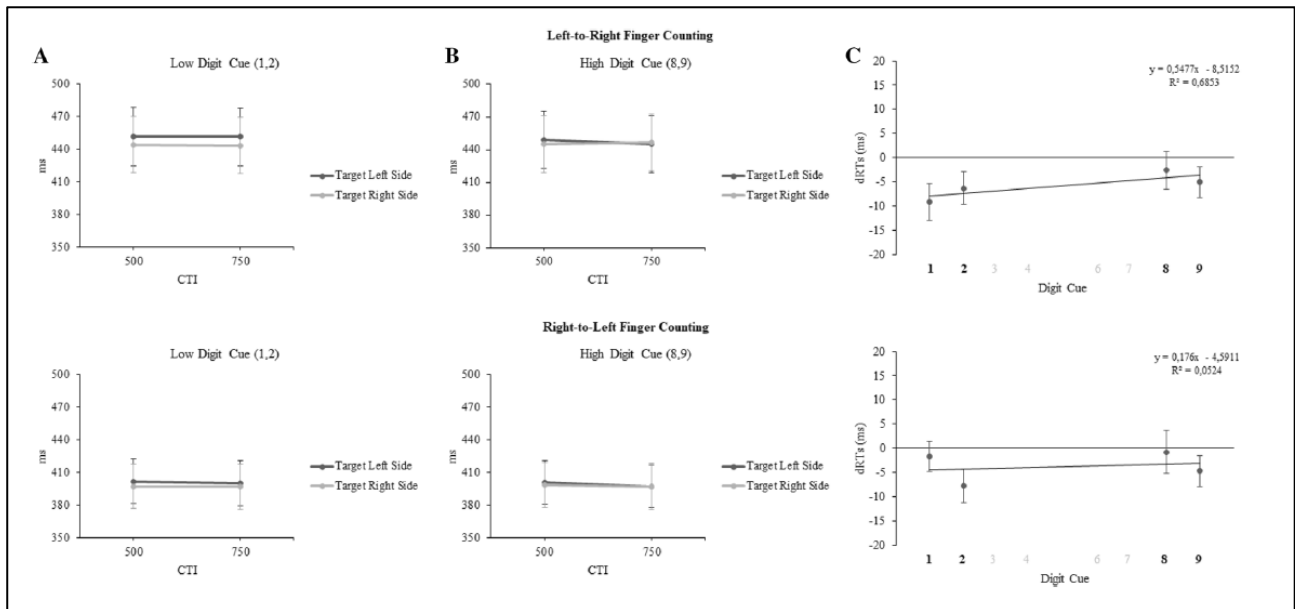 Left-to-Right Finger Counting
A
Low Digit Cue (1,2)
500
470
440
410
380
350
ms
500
750
CTI
Target Left Side
Target Right Side
B
High Digit Cue (8,9)
500
470
440
410
380
350
ms
500
750
CTI
Target Left Side
Target Right Side
C
y = 0,5477x - 8,5152
R² = 0,6853
20
15
10
5
0
-5
-10
-15
-20
dRTs (ms)
1 2 3 4 6 7 8 9
Digit Cue
Right-to-Left Finger Counting
Low Digit Cue (1,2)
500
470
440
410
380
350
ms
500
750
CTI
Target Left Side
Target Right Side
High Digit Cue (8,9)
500
470
440
410
380
350
ms
500
750
CTI
Target Left Side
Target Right Side
y = 0,176x - 4,5911
R² = 0,0524
20
15
10
5
0
-5
-10
-15
-20
dRTs (ms)
1 2 3 4 6 7 8 9
Digit Cue